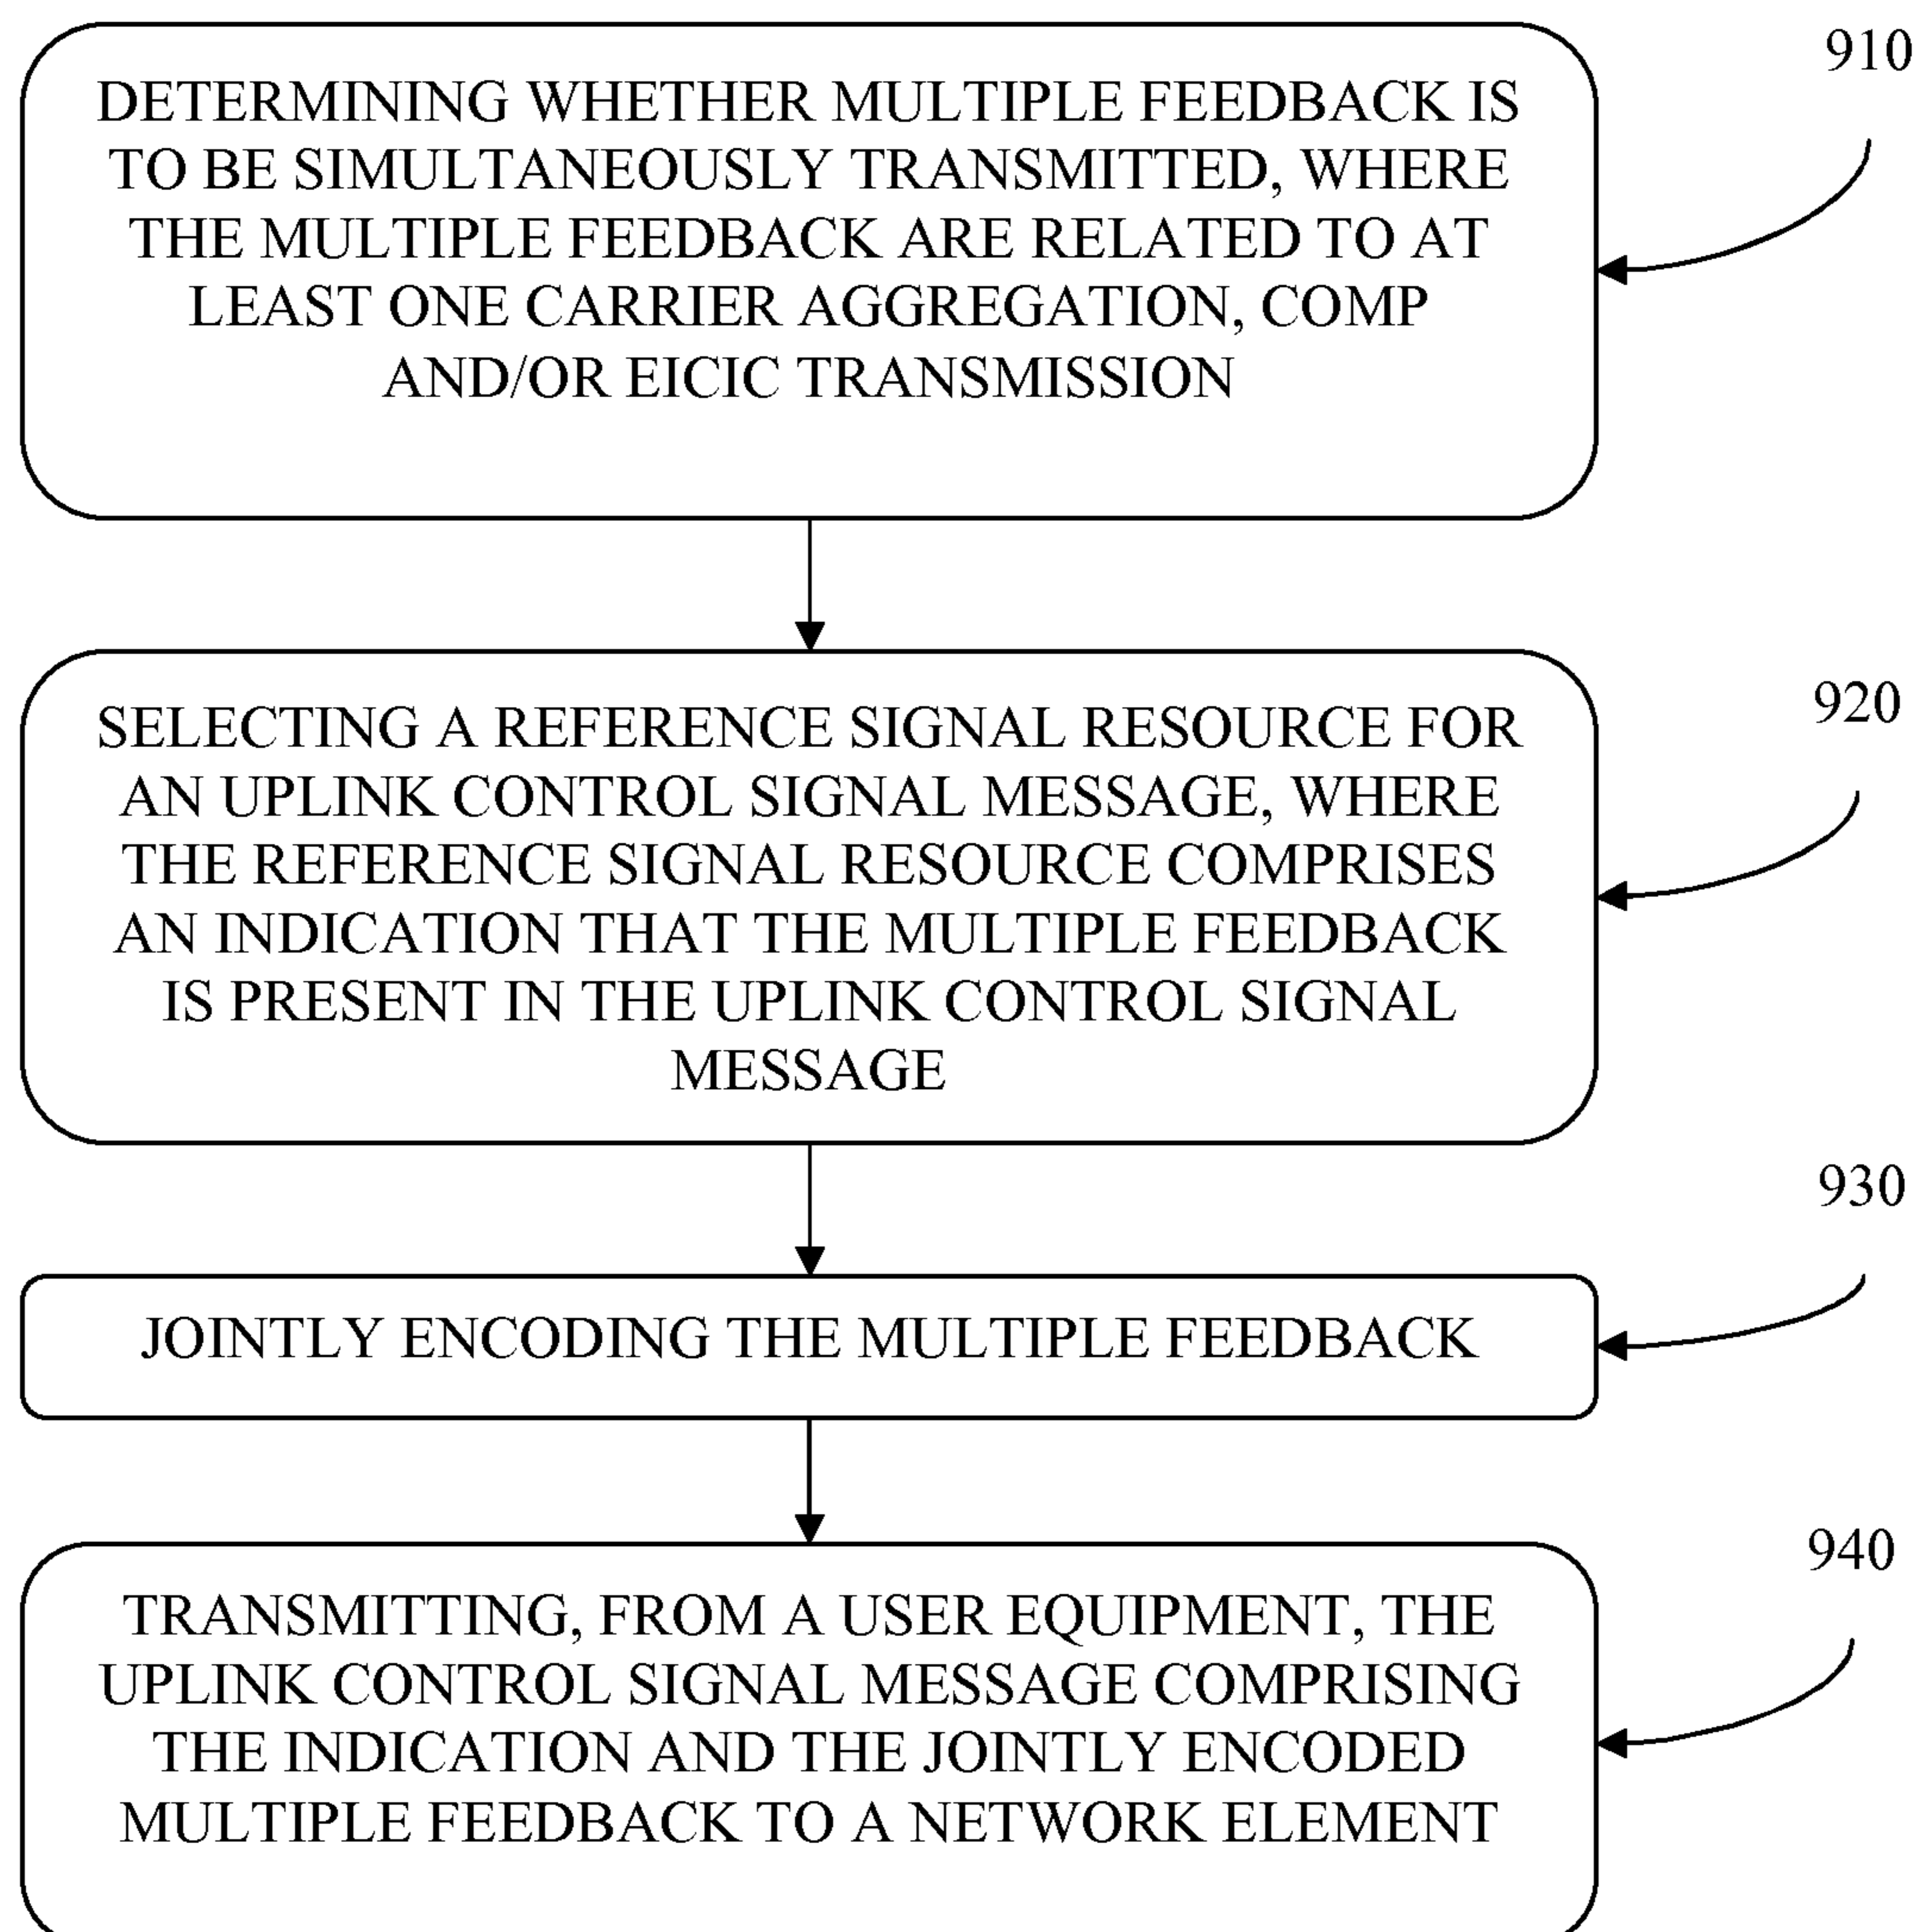 910
DETERMINING WHETHER MULTIPLE FEEDBACK IS
TO BE SIMULTANEOUSLY TRANSMITTED, WHERE
THE MULTIPLE FEEDBACK ARE RELATED TO AT
LEAST ONE CARRIER AGGREGATION, COMP
AND/OR EICIC TRANSMISSION
920
SELECTING A REFERENCE SIGNAL RESOURCE FOR
AN UPLINK CONTROL SIGNAL MESSAGE, WHERE
THE REFERENCE SIGNAL RESOURCE COMPRISES
AN INDICATION THAT THE MULTIPLE FEEDBACK
IS PRESENT IN THE UPLINK CONTROL SIGNAL
MESSAGE
930
JOINTLY ENCODING THE MULTIPLE FEEDBACK
940
TRANSMITTING, FROM A USER EQUIPMENT, THE
UPLINK CONTROL SIGNAL MESSAGE COMPRISING
THE INDICATION AND THE JOINTLY ENCODED
MULTIPLE FEEDBACK TO A NETWORK ELEMENT